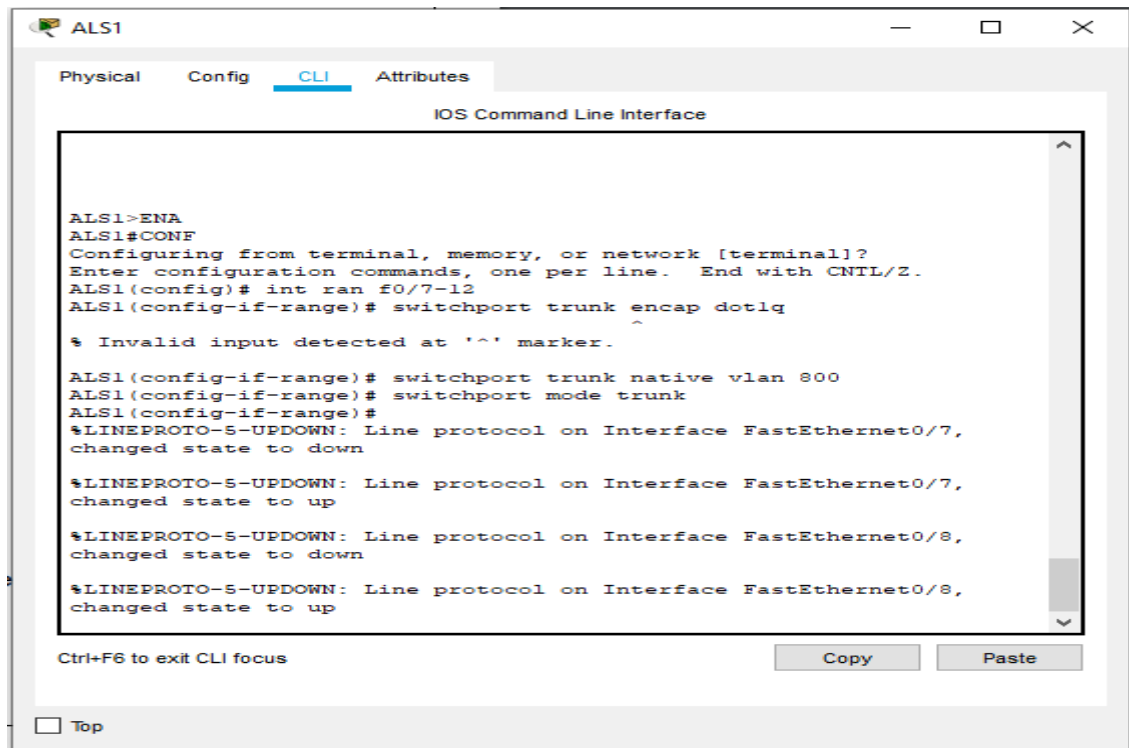 ALS1
Physical Config CLI Attributes
IOS Command Line Interface
ALS1>ENA
ALS1#CONF
Configuring from terminal, memory, or network [terminal]?
Enter configuration commands, one per line. End with CNTL/Z.
ALS1(config)# int ran f0/7-12
ALS1(config-if-range)# switchport trunk encap dot1q
^
% Invalid input detected at '^' marker.
ALS1(config-if-range)# switchport trunk native vlan 800
ALS1(config-if-range)# switchport mode trunk
ALS1(config-if-range)#
%LINEPROTO-5-UPDOWN: Line protocol on Interface FastEthernet0/7,
changed state to down
%LINEPROTO-5-UPDOWN: Line protocol on Interface FastEthernet0/7,
changed state to up
%LINEPROTO-5-UPDOWN: Line protocol on Interface FastEthernet0/8,
changed state to down
%LINEPROTO-5-UPDOWN: Line protocol on Interface FastEthernet0/8,
changed state to up
Ctrl+F6 to exit CLI focus
Copy Paste
Top